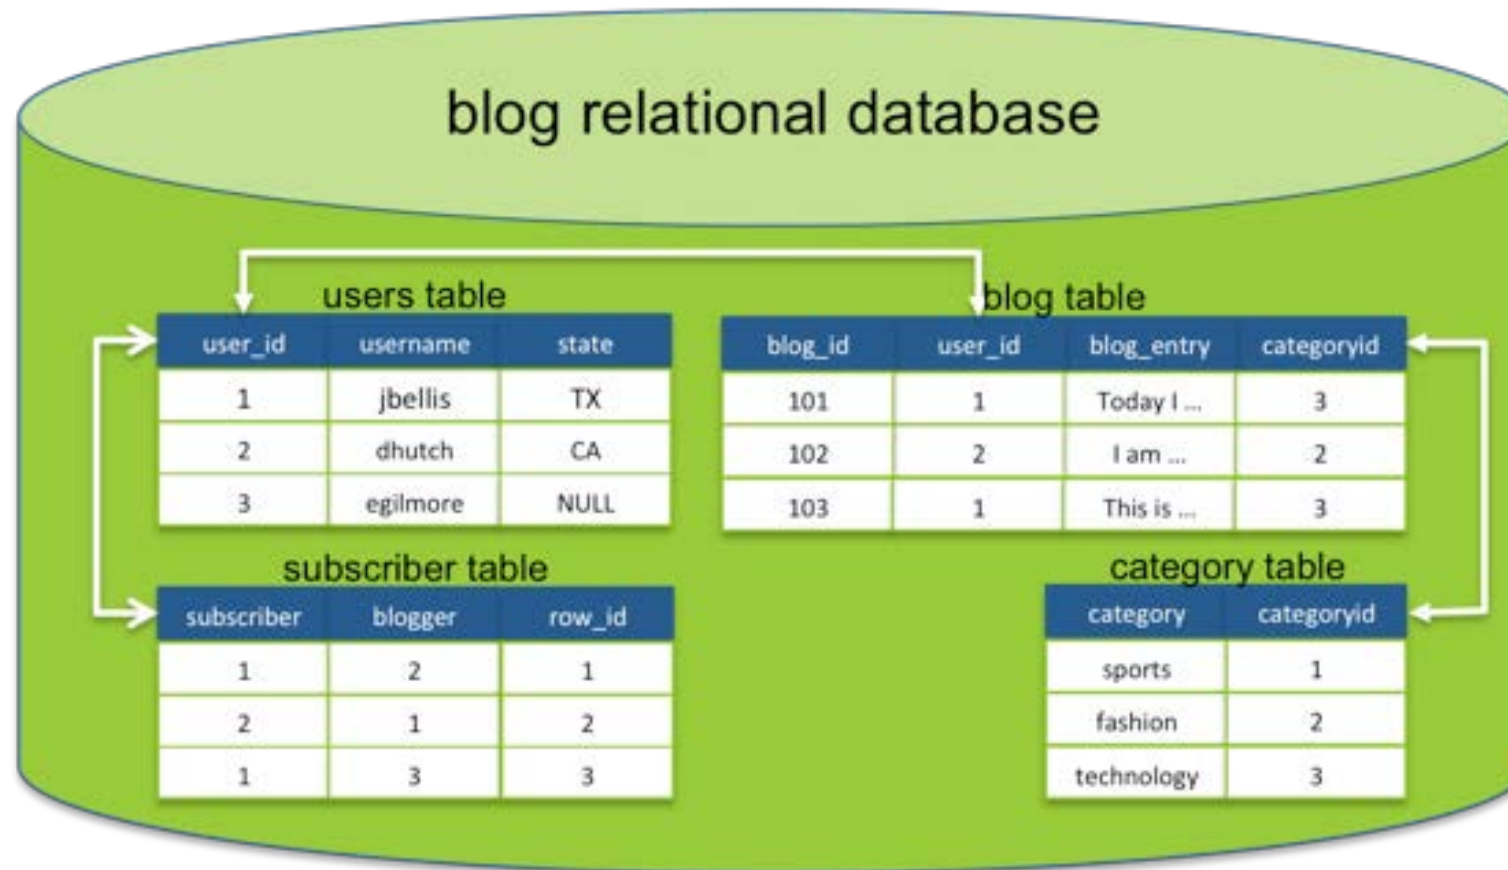 blog relational database
users table
user_id username state
1 jbellis TX
2 dhutch CA
3 egilmore NULL
blog table
blog_id user_id blog_entry categoryid
101 1 Today I ... 3
102 2 I am ... 2
103 1 This is ... 3
subscriber table
subscriber blogger row_id
1 2 1
2 1 2
1 3 3
category table
category categoryid
sports 1
fashion 2
technology 3